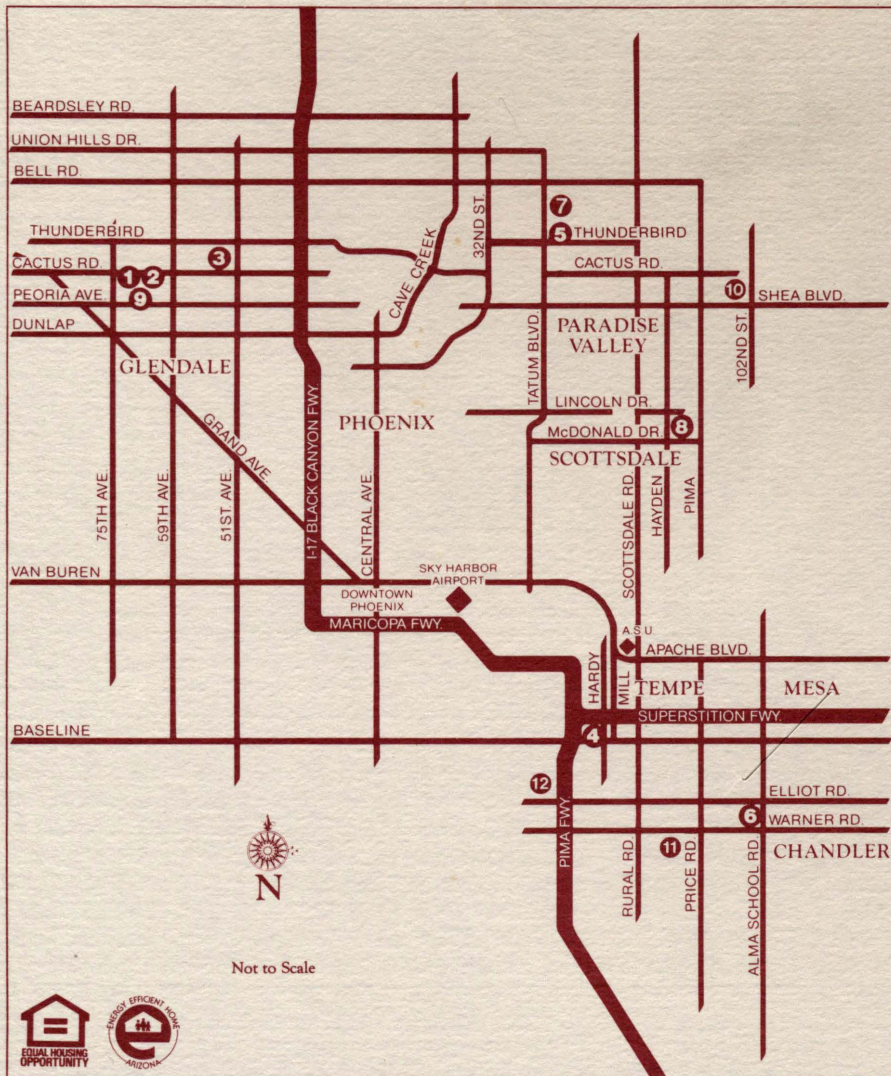 BEARDSLEY RD.
UNION HILLS DR.
BELL RD.
THUNDERBIRD
CACTUS RD.
PEORIA AVE.
DUNLAP
1
2
3
9
GLENDALE
GRAND AVE
75TH AVE.
59TH AVE.
51ST. AVE.
I-17 BLACK CANYON FWY.
CAVE CREEK
32ND ST.
7
5
THUNDERBIRD
CACTUS RD.
10
SHEA BLVD.
PARADISE
VALLEY
TATUM BLVD.
102ND ST.
LINCOLN DR.
8
McDONALD DR.
SCOTTSDALE
PHOENIX
CENTRAL AVE.
SCOTTSDALE RD.
HAYDEN
PIMA
VAN BUREN
SKY HARBOR
AIRPORT
DOWNTOWN
PHOENIX
MARICOPA FWY.
A.S.U.
APACHE BLVD.
HARDY
MILL
TEMPE
MESA
SUPERSTITION FWY.
BASELINE
4
12
ELLIOT RD.
6
WARNER RD.
11
CHANDLER
PIMA FWY.
RURAL RD.
PRICE RD.
ALMA SCHOOL RD.
N
Not to Scale
EQUAL HOUSING
OPPORTUNITY
ENERGY EFFICIENT HOME
e
ARIZONA